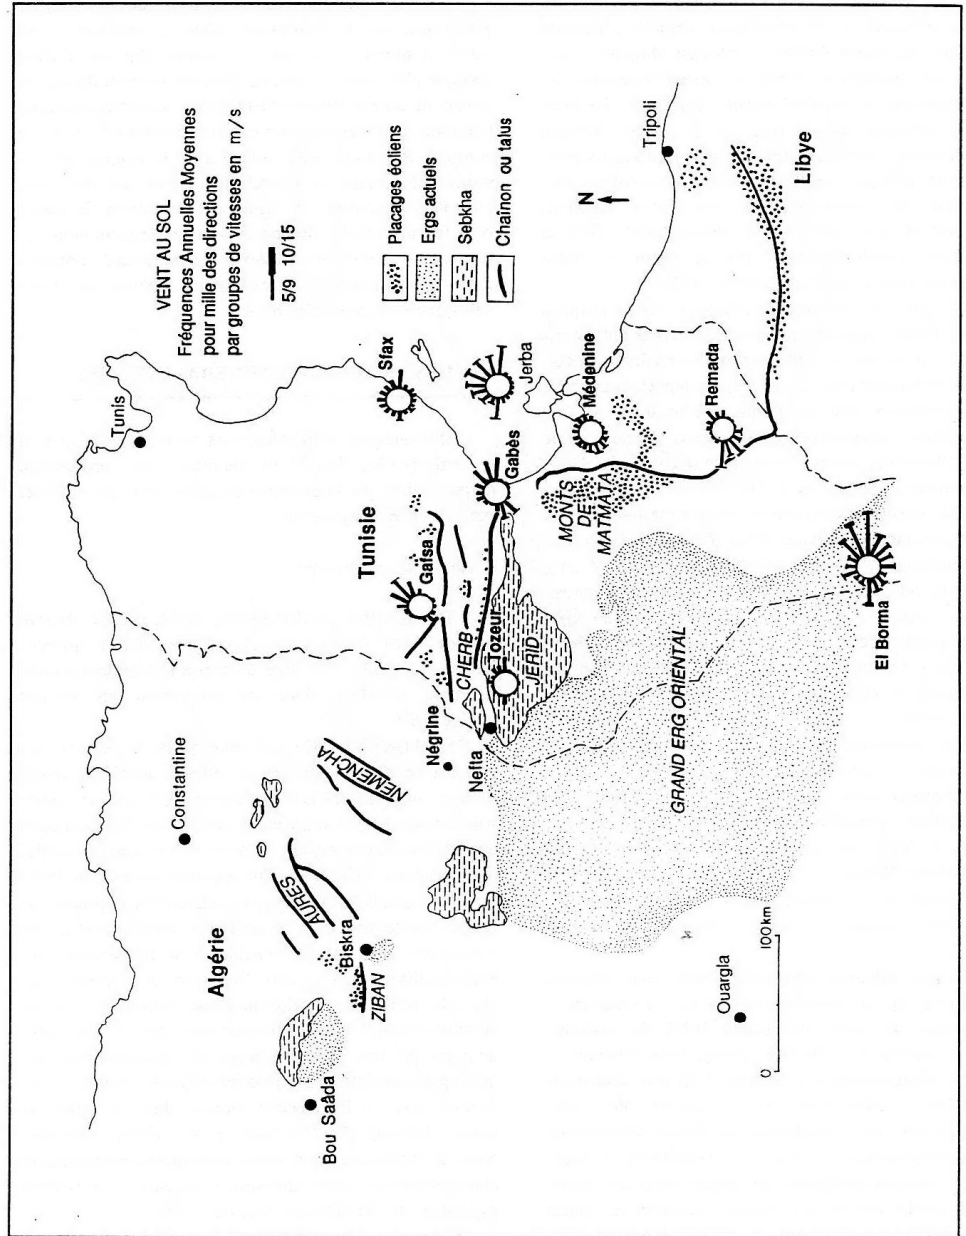 VENT AU SOL
Fréquences Annuelles Moyennes
pour mille des directions
par groupes de vitesses en m/s
5/9 10/15
Placages éoliens
Ergs actuels
Sebkha
Chaînon ou talus
N
Tunis
Constantine
Algérie
Tunisie
Libye
Tripoli
Sfax
Jerba
Gabès
Médenine
Remada
Gafsa
CHERB
Tozeur
JERID
Nefta
Négrine
NEMENCHA
AURES
Biskra
ZIBAN
Bou Saâda
MONTS
DE
MATMATA
GRAND ERG ORIENTAL
El Borma
Ouargla
0 100 km